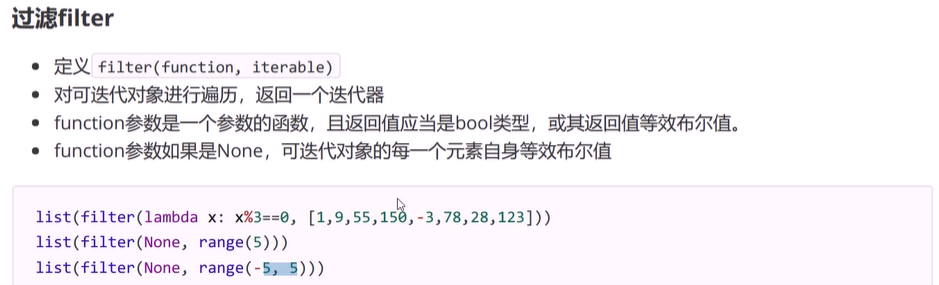 过滤filter
定义filter(function, iterable)
对可迭代对象进行遍历，返回一个迭代器
function参数是一个参数的函数，且返回值应当是bool类型，或其返回值等效布尔值。
function参数如果是None，可迭代对象的每一个元素自身等效布尔值
list(filter(lambda x: x%3==0, [1,9,55,150,-3,78,28,123]))
list(filter(None, range(5)))
list(filter(None, range(-5, 5)))